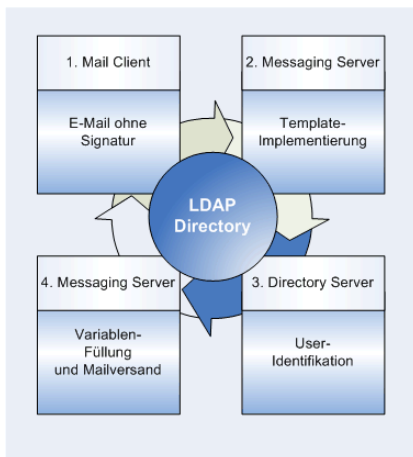 1. Mail Client
E-Mail ohne
Signatur
2. Messaging Server
Template-
Implementierung
LDAP
Directory
4. Messaging Server
Variablen-
Füllung
und Mailversand
3. Directory Server
User-
Identifikation